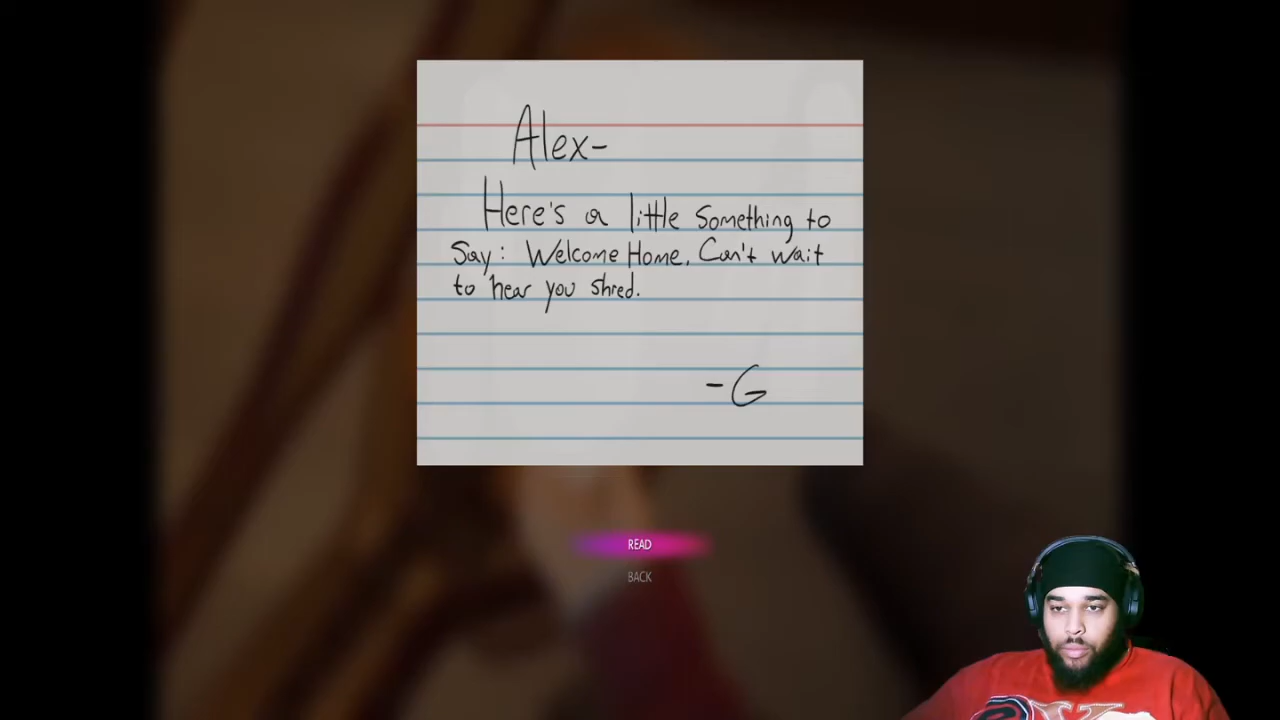 Alex-
Here's a little something to
Say: Welcome Home. Can't wait
to hear you shred.
-G
READ
BACK